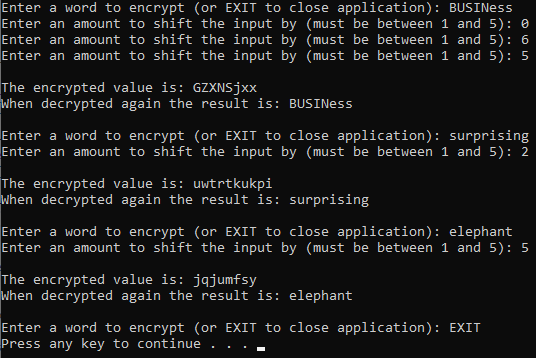 Enter a word to encrypt (or EXIT to close application): BUSINess
Enter an amount to shift the input by (must be between 1 and 5): 0
Enter an amount to shift the input by (must be between 1 and 5): 6
Enter an amount to shift the input by (must be between 1 and 5): 5
The encrypted value is: GZXNSjxx
When decrypted again the result is: BUSINess
Enter a word to encrypt (or EXIT to close application): surprising
Enter an amount to shift the input by (must be between 1 and 5): 2
The encrypted value is: uwtrtkukpi
When decrypted again the result is: surprising
Enter a word to encrypt (or EXIT to close application): elephant
Enter an amount to shift the input by (must be between 1 and 5): 5
The encrypted value is: jqjumfsy
When decrypted again the result is: elephant
Enter a word to encrypt (or EXIT to close application): EXIT
Press any key to continue . . .